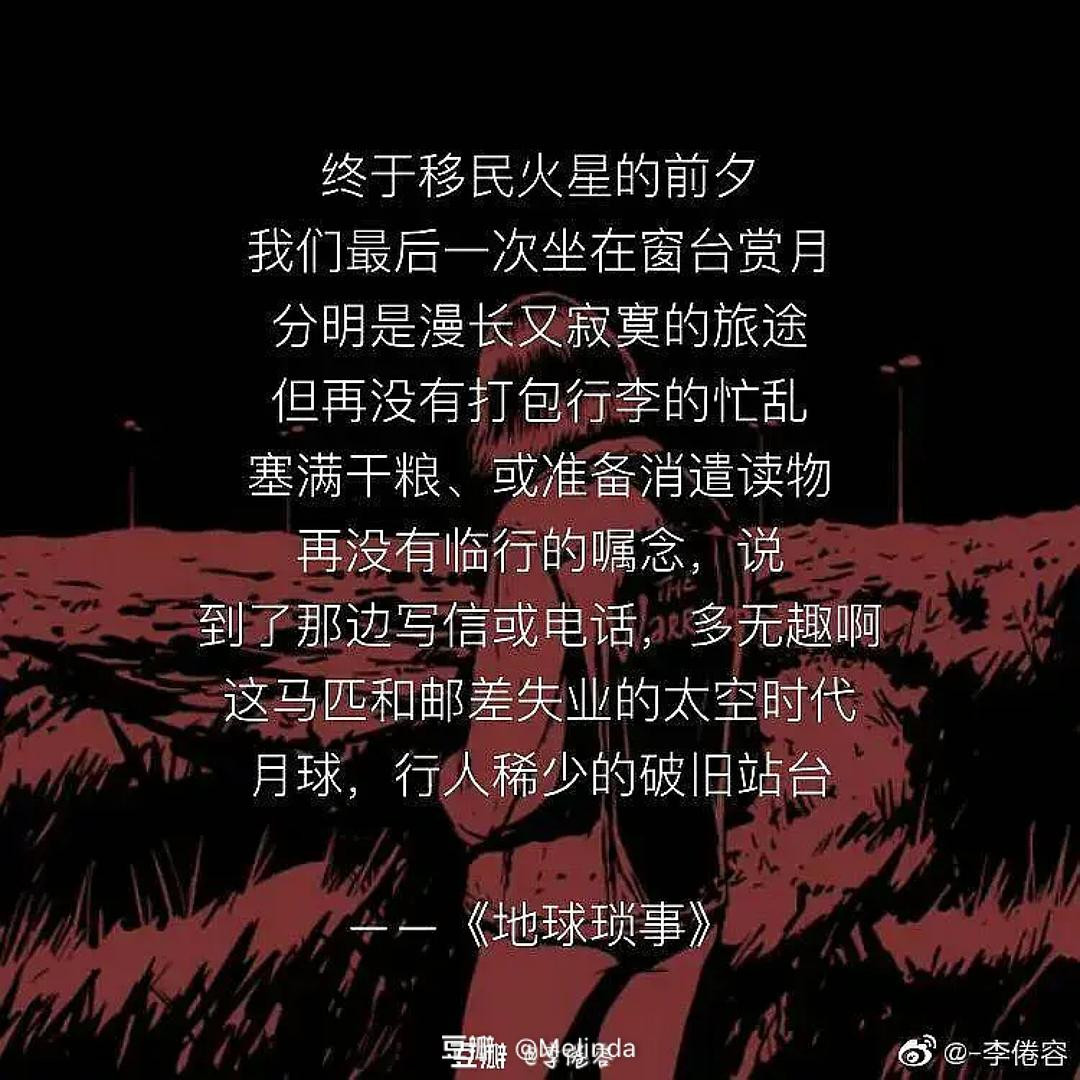 终于移民火星的前夕
我们最后一次坐在窗台赏月
分明是漫长又寂寞的旅途
但再没有打包行李的忙乱
塞满干粮、或准备消遣读物
再没有临行的嘱念，说
到了那边写信或电话，多无趣啊
这马匹和邮差失业的太空时代
月球，行人稀少的破旧站台
——《地球琐事》
THE
豆瓣 @Melinda
@李倦容
@-李倦容